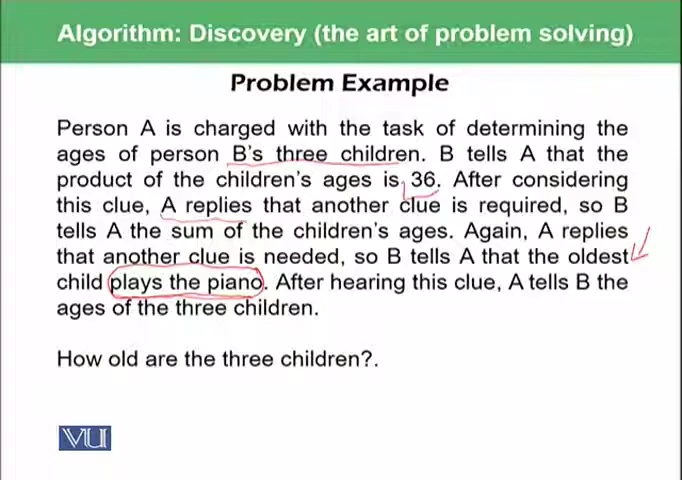 Algorithm: Discovery (the art of problem solving)
Problem Example
Person A is charged with the task of determining the
ages of person B's three children. B tells A that the
product of the children's ages is 36. After considering
this clue, A replies that another clue is required, so B
tells A the sum of the children's ages. Again, A replies
that another clue is needed, so B tells A that the oldest
child plays the piano. After hearing this clue, A tells B the
ages of the three children.
How old are the three children?.
VU